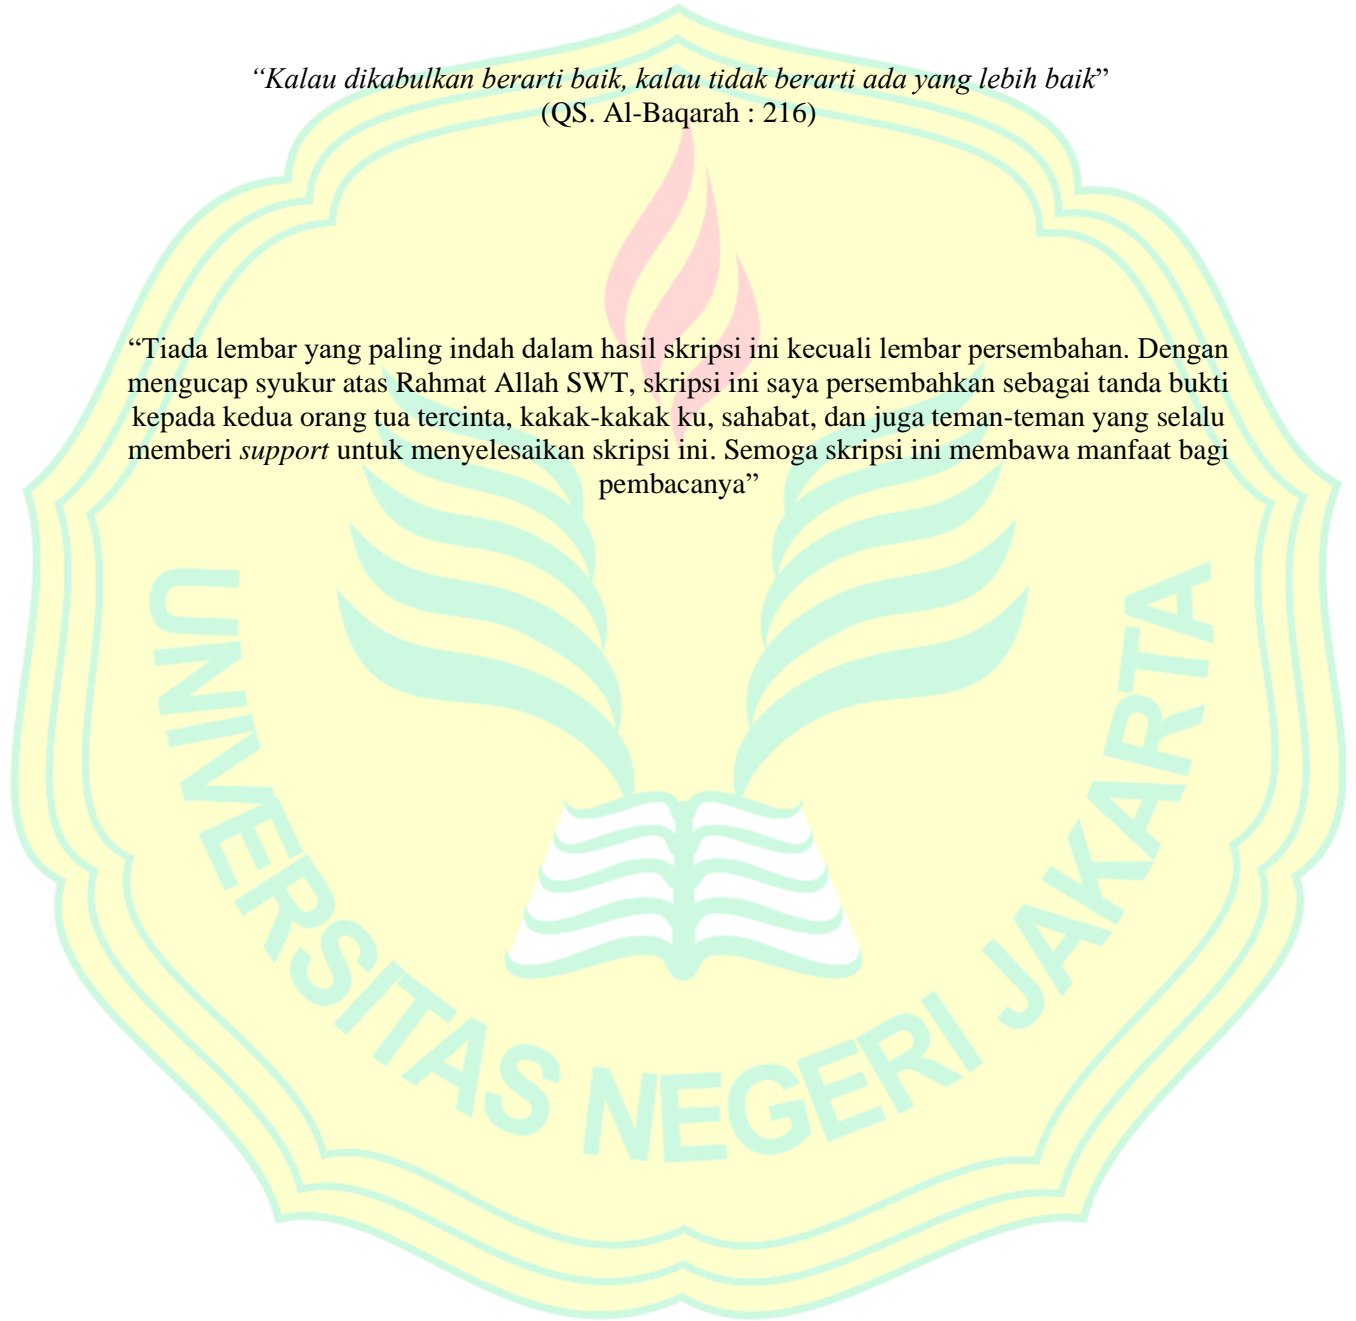 “Kalau dikabulkan berarti baik, kalau tidak berarti ada yang lebih baik”
(QS. Al-Baqarah : 216)
“Tiada lembar yang paling indah dalam hasil skripsi ini kecuali lembar persembahan. Dengan
mengucap syukur atas Rahmat Allah SWT, skripsi ini saya persembahkan sebagai tanda bukti
kepada kedua orang tua tercinta, kakak-kakak ku, sahabat, dan juga teman-teman yang selalu
memberi support untuk menyelesaikan skripsi ini. Semoga skripsi ini membawa manfaat bagi
pembacanya”
UNIVERSITAS NEGERI JAKARTA